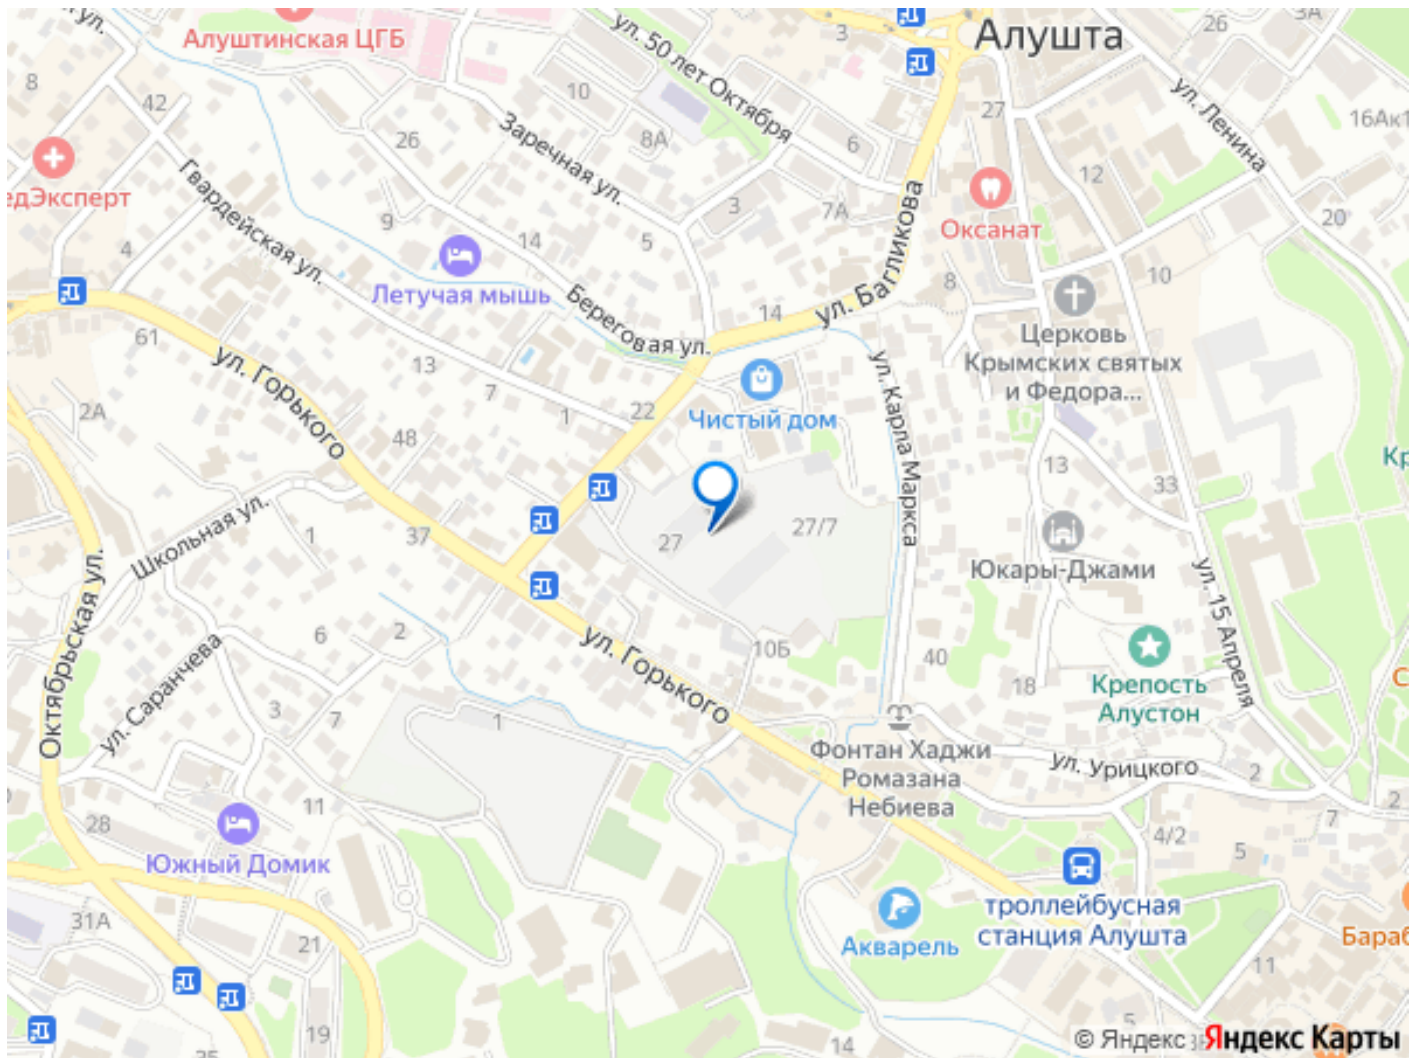 ул.
Алуштинская ЦГБ
ул. 50 лет Октября
Алушта
26
3А
8
42
10
8А
6
27
ул. Ленина
16Ак1
едЭксперт
26
Заречная ул.
12
Гвардейская ул.
9
14
5
3
7А
Оксанат
20
4
Летучая мышь
Береговая ул.
14
ул. Багликова
8
10
61
ул. Горького
13
7
1
22
Чистый дом
ул. Карла Маркса
Церковь
Крымских святых
и Федора...
2А
48
13
33
Кр
Школьная ул.
1
37
27
27/7
Юкары-Джами
ул. 15 Апреля
Октябрьская ул.
ул. Саранчева
6
2
ул. Горького
10Б
40
18
Крепость
Алустон
С
3
7
1
Фонтан Хаджи
Ромазана
Небиева
ул. Урицкого
2
2
7
11
28
Южный Домик
4/2
5
троллейбусная
станция Алушта
Акварель
Бараб
31А
21
11
19
35
14
5
© Яндекс
Яндекс Карты